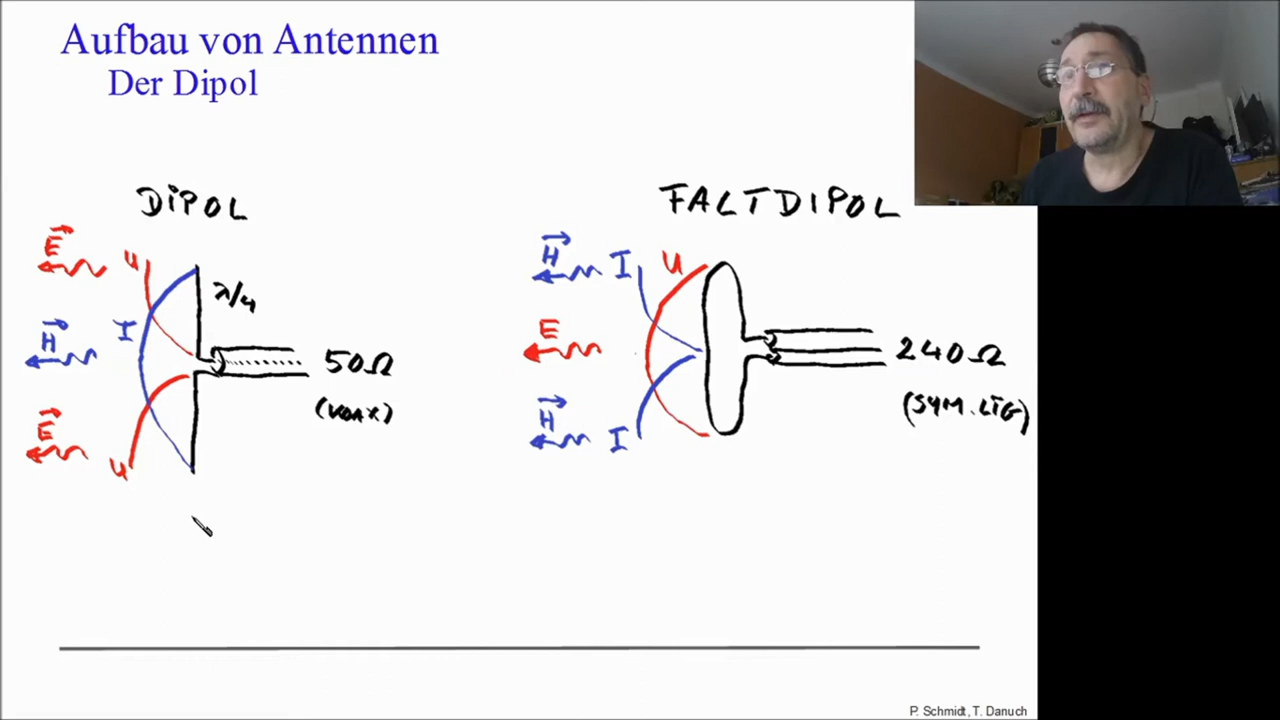 Aufbau von Antennen
Der Dipol
DIPOL
E
U
λ/4
H
I
50Ω
(KOAX)
E
U
FALTDIPOL
H
I
U
E
240Ω
(SYM. LTG)
H
I
P. Schmidt, T. Danuch